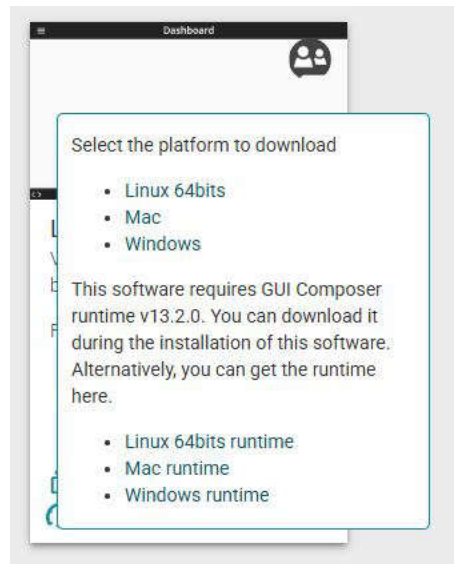 Dashboard
Select the platform to download
Linux 64bits
Mac
Windows
This software requires GUI Composer
runtime v13.2.0. You can download it
during the installation of this software.
Alternatively, you can get the runtime
here.
Linux 64bits runtime
Mac runtime
Windows runtime